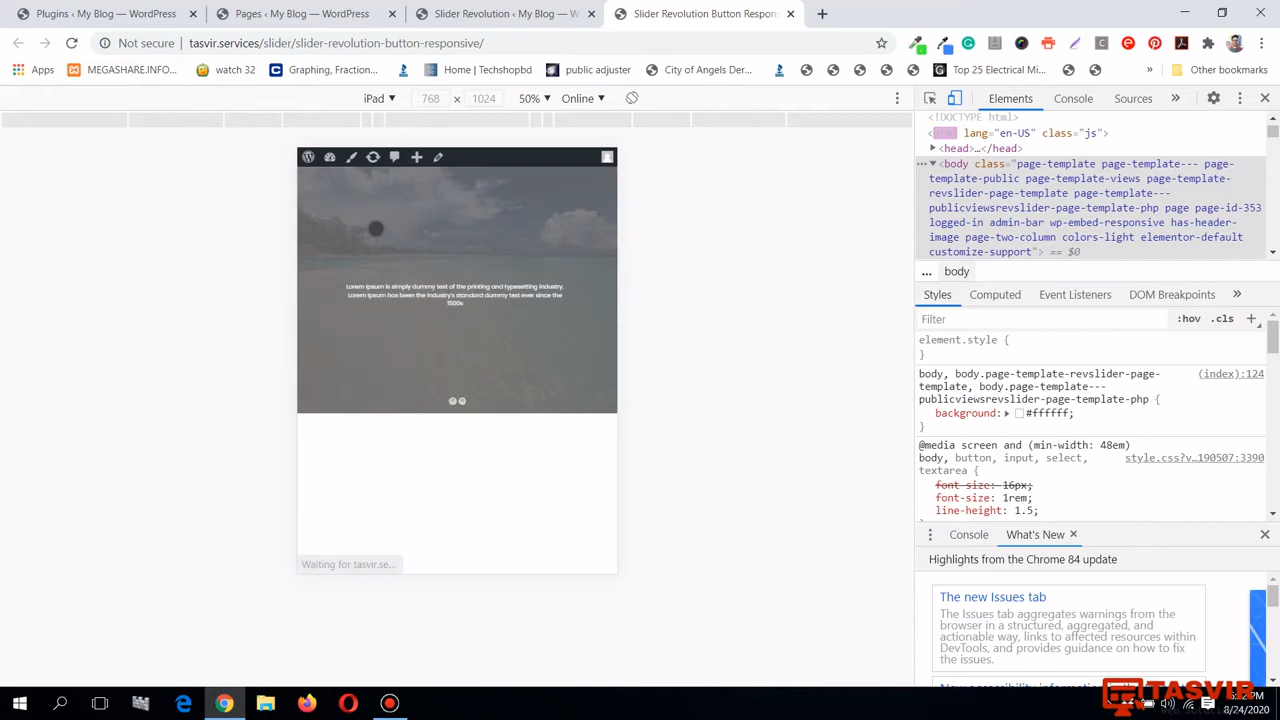 Plugins ‹ My Blog — WordPress
Pages ‹ My Blog — WordPress
Slider Revolution ‹ My Blog — W
Slider Revolution Button Respon
Not secure
tasvir.services/slider/slider-revolution-button-responsive/
Apps
MEGASHARE.INFO...
watch 32
Graphing, Fraction...
Home | Techshopbd
public adjuster
City of Angels Der...
Top 25 Electrical Mi...
»
Other bookmarks
iPad
768
×
1024
50%
Online
Elements
Console
Sources
»
<!DOCTYPE html>
<html lang="en-US" class="js">
<head>…</head>
<body class="page-template page-template--- page-
template-public page-template-views page-template-
revslider-page-template page-template---
publicviewsrevslider-page-template-php page page-id-353
logged-in admin-bar wp-embed-responsive has-header-
image page-two-column colors-light elementor-default
customize-support"> == $0
... body
Styles
Computed
Event Listeners
DOM Breakpoints
»
Filter
:hov
.cls
element.style {
}
body, body.page-template-revslider-page-
template, body.page-template---
publicviewsrevslider-page-template-php {
(index):124
background: #ffffff;
}
@media screen and (min-width: 48em)
body, button, input, select,
textarea {
style.css?v…190507:3390
font-size: 16px;
font-size: 1rem;
line-height: 1.5;
Console
What's New
Highlights from the Chrome 84 update
The new Issues tab
The Issues tab aggregates warnings from the
browser in a structured, aggregated, and
actionable way, links to affected resources within
DevTools, and provides guidance on how to fix
the issues.
Lorem Ipsum is simply dummy text of the printing and typesetting industry.
Lorem Ipsum has been the industry's standard dummy text ever since the
1500s
Waiting for tasvir.se...
TASVIR
8/24/2020